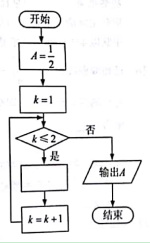 开始
A=1/2
k=1
k≤2
否
是
输出A
k=k+1
结束